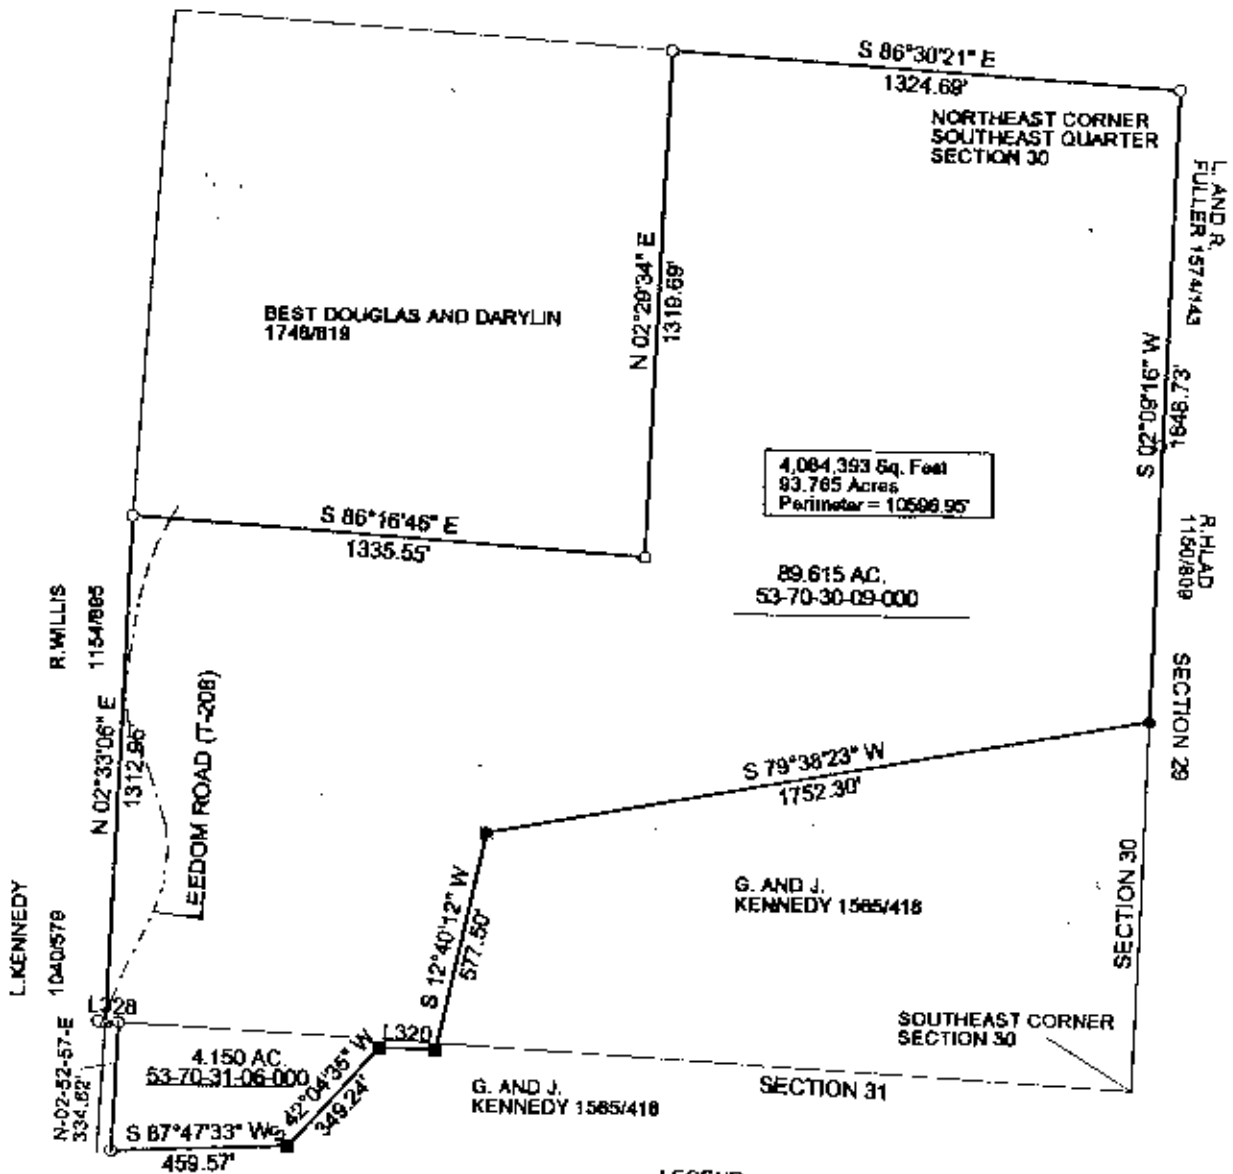 S 86°30'21" E
1324.69'
NORTHEAST CORNER
SOUTHEAST QUARTER
SECTION 30
L. AND R.
FULLER 1574/143
N 02°29'34" E
1319.69'
BEST DOUGLAS AND DARYLIN
1748/819
S 02°09'16" W
1648.73'
4,084,393 Sq. Feet
93.765 Acres
Perimeter = 10596.95'
S 86°16'46" E
1335.55'
89.615 AC.
53-70-30-09-000
R.HLAD
1150/809
R.WILLIS
1154/895
SECTION 29
N 02°33'06" E
1312.96'
EEDOM ROAD (T-208)
S 79°38'23" W
1752.30'
G. AND J.
KENNEDY 1565/418
SECTION 30
S 12°40'12" W
577.50'
L.KENNEDY
1040/579
L328
L320
SOUTHEAST CORNER
SECTION 30
4.150 AC.
53-70-31-06-000
S 42°04'35" W
349.24'
G. AND J.
KENNEDY 1565/418
SECTION 31
N-02-52-57-E
334.62'
S 87°47'33" W
459.57'